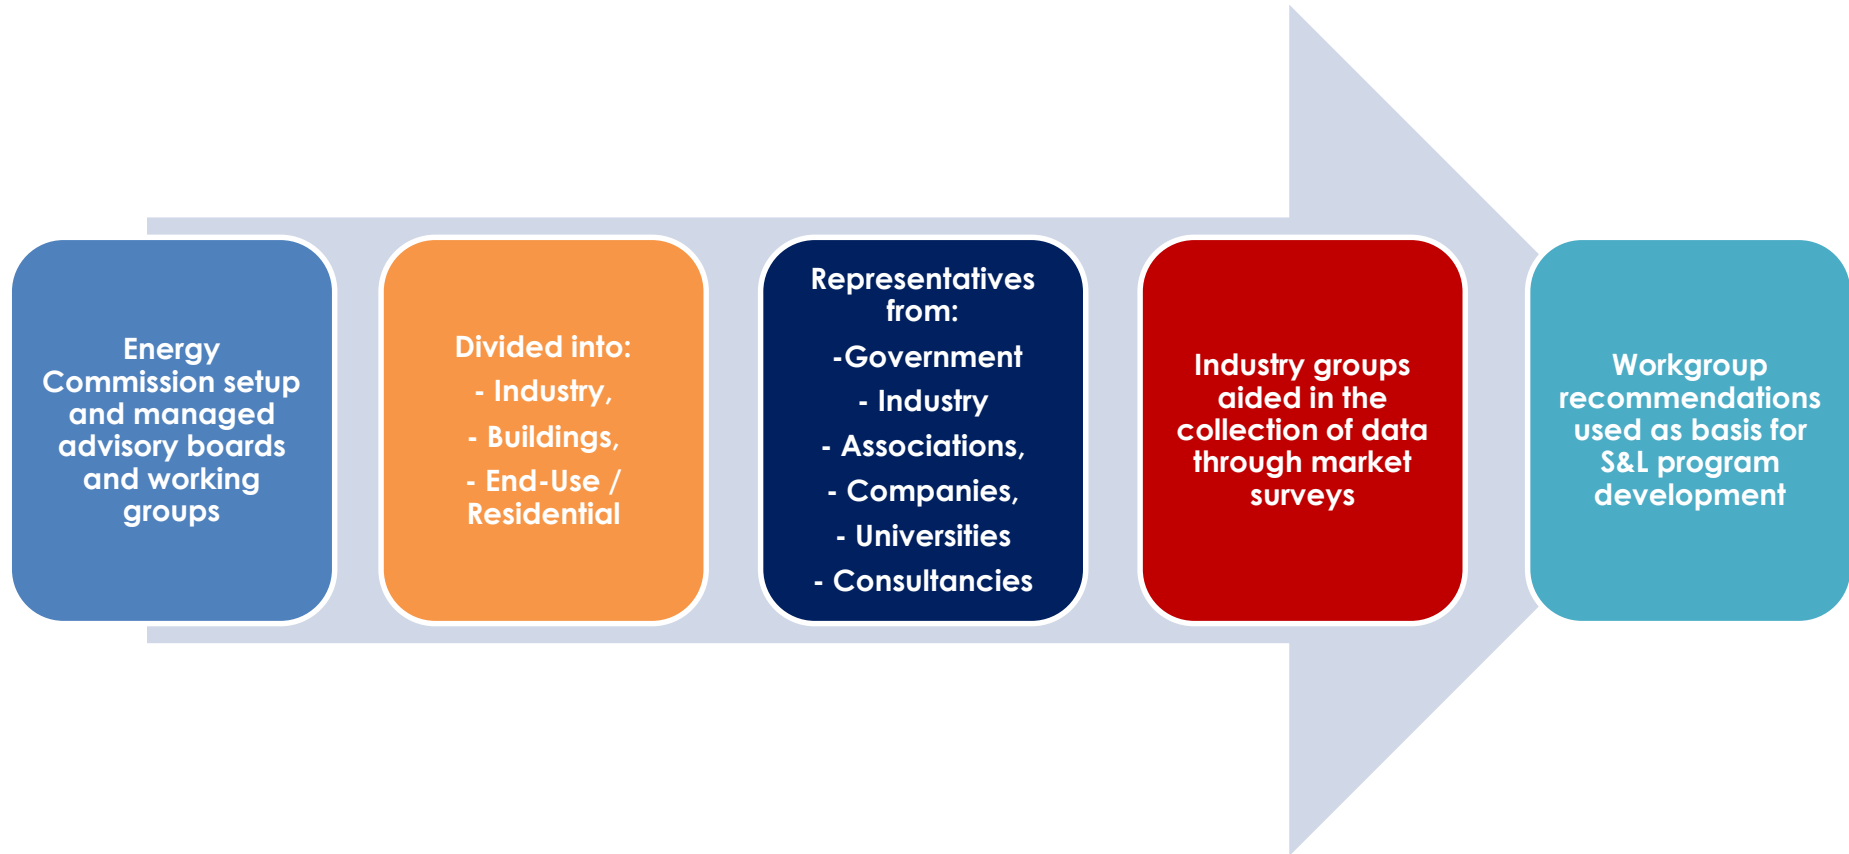 Energy
Commission setup
and managed
advisory boards
and working
groups
Divided into:
- Industry,
- Buildings,
- End-Use /
Residential
Representatives
from:
-Government
- Industry
- Associations,
- Companies,
- Universities
- Consultancies
Industry groups
aided in the
collection of data
through market
surveys
Workgroup
recommendations
used as basis for
S&L program
development